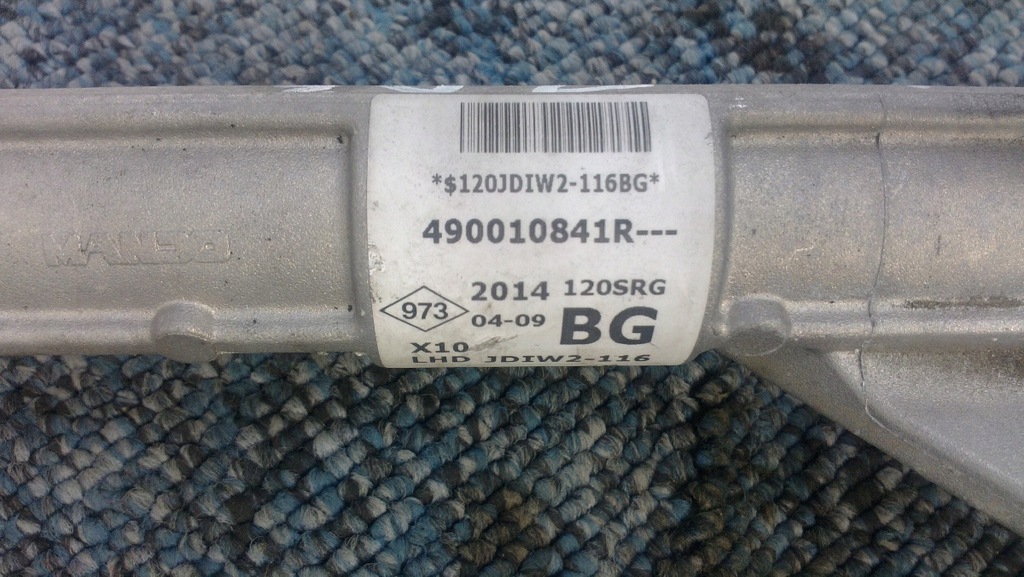 *$120JDIW2-116BG*
490010841R---
973
2014 120SRG
04-09 BG
X10
LHD JDIW2-116